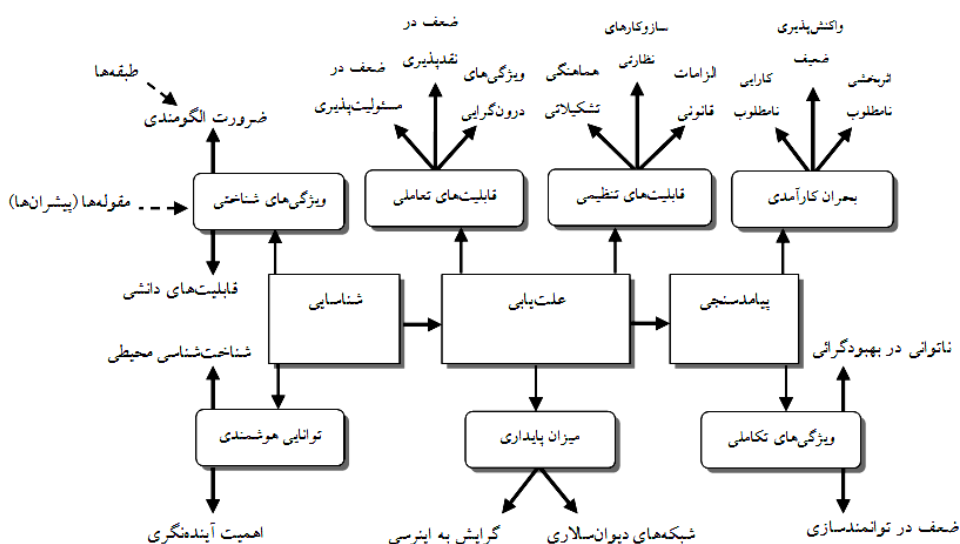 طبقه‌ها
ضرورت الگومندی
مقوله‌ها (پیشران‌ها)
ویژگی‌های شناختی
قابلیت‌های دانشی
ضعف در
نقدپذیری
ضعف در
مسئولیت‌پذیری
ویژگی‌های
درون‌گرایی
قابلیت‌های تعاملی
سازوکارهای
نظارتی
هماهنگی
تشکیلاتی
الزامات
قانونی
قابلیت‌های تنظیمی
واکنش‌پذیری
ضعیف
کارایی
نامطلوب
اثربخشی
نامطلوب
بحران کارآمدی
شناسایی
علت‌یابی
پیامدسنجی
شناخت‌شناسی محیطی
توانایی هوشمندی
اهمیت آینده‌نگری
میزان پایداری
گرایش به اینرسی
شبکه‌های دیوان‌سالاری
ناتوانی در بهبودگرائی
ویژگی‌های تکاملی
ضعف در توانمندسازی